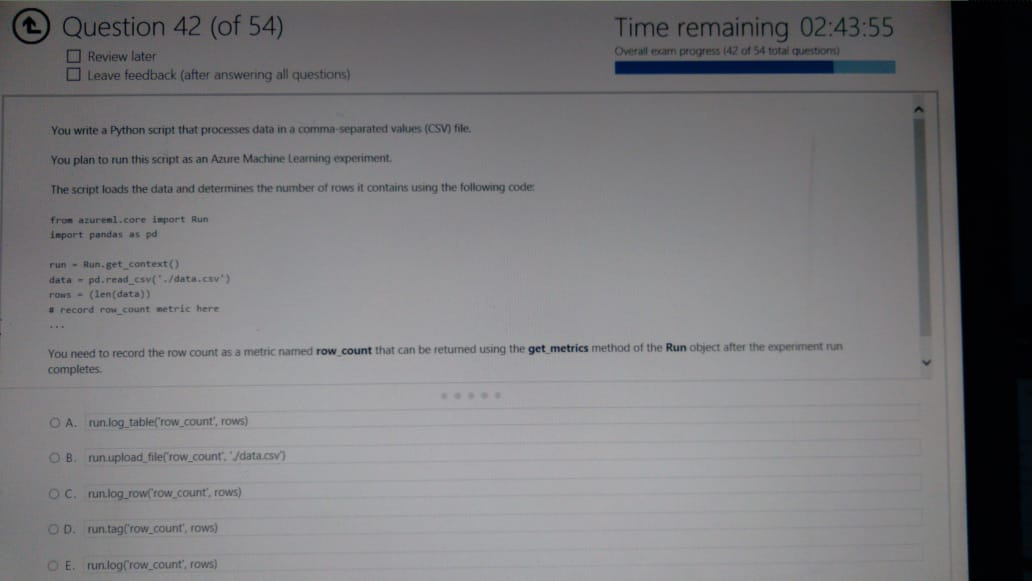 Question 42 (of 54)
Time remaining 02:43:55
Review later
Overall exam progress (42 of 54 total questions)
Leave feedback (after answering all questions)
You write a Python script that processes data in a comma-separated values (CSV) file.
You plan to run this script as an Azure Machine Learning experiment.
The script loads the data and determines the number of rows it contains using the following code:
from azureml.core import Run
import pandas as pd
run = Run.get_context()
data = pd.read_csv('./data.csv')
rows = (len(data))
# record row_count metric here
...
You need to record the row count as a metric named row_count that can be returned using the get_metrics method of the Run object after the experiment run
completes.
A. run.log_table('row_count', rows)
B. run.upload_file('row_count', './data.csv')
C. run.log_row('row_count', rows)
D. run.tag('row_count', rows)
E. run.log('row_count', rows)